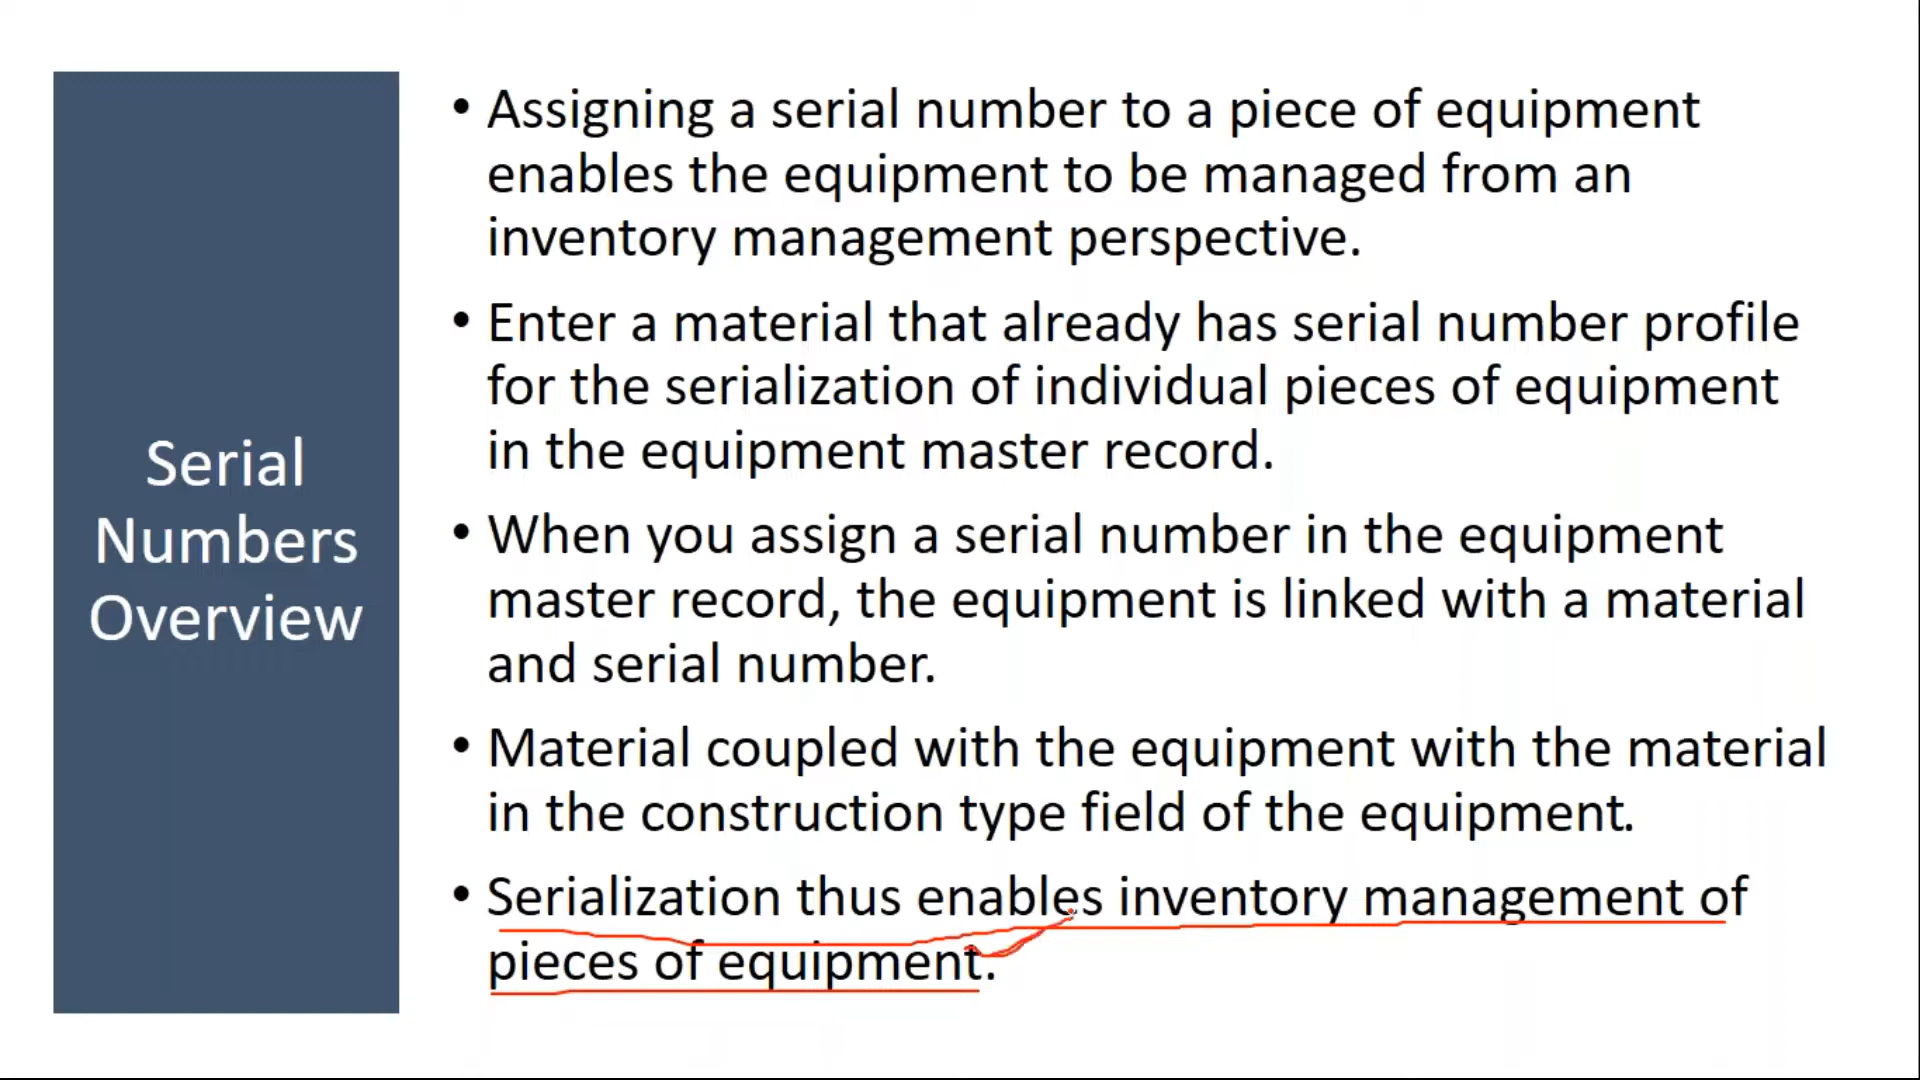 Serial
Numbers
Overview
• Assigning a serial number to a piece of equipment
enables the equipment to be managed from an
inventory management perspective.
• Enter a material that already has serial number profile
for the serialization of individual pieces of equipment
in the equipment master record.
• When you assign a serial number in the equipment
master record, the equipment is linked with a material
and serial number.
• Material coupled with the equipment with the material
in the construction type field of the equipment.
• Serialization thus enables inventory management of
pieces of equipment.